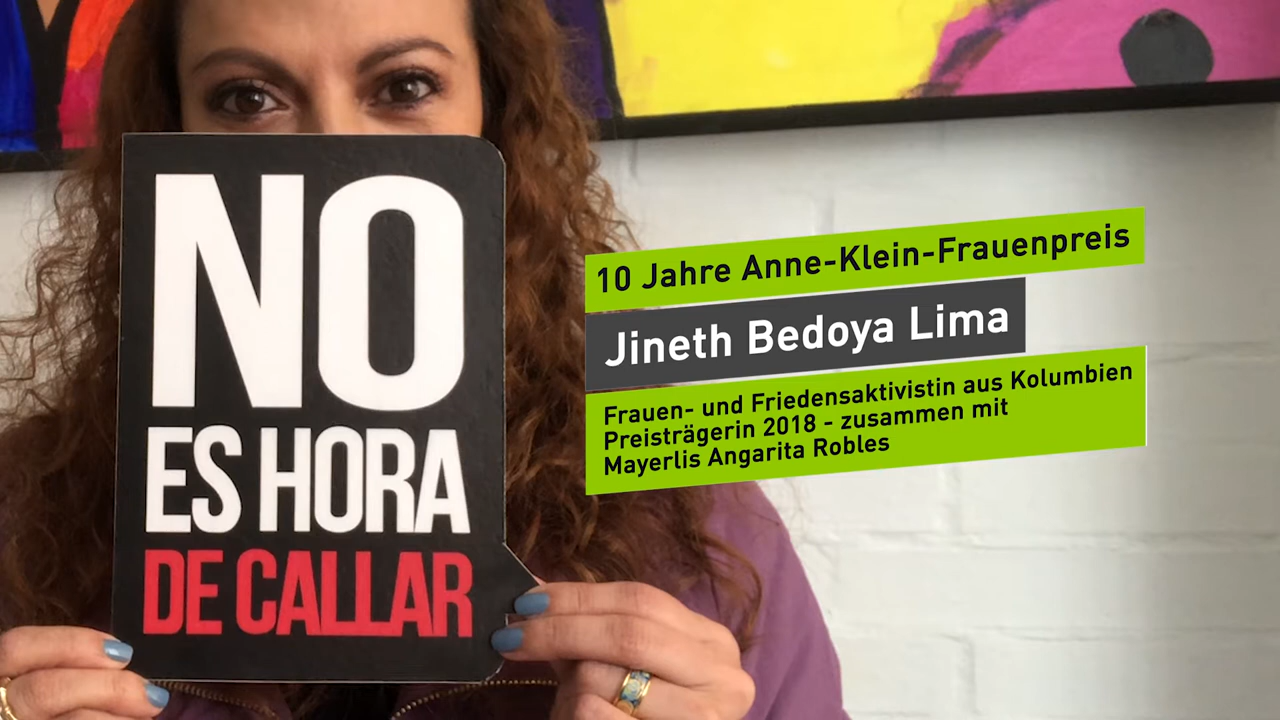 NO
ES HORA
DE CALLAR
10 Jahre Anne-Klein-Frauenpreis
Jineth Bedoya Lima
Frauen- und Friedensaktivistin aus Kolumbien
Preisträgerin 2018 - zusammen mit
Mayerlis Angarita Robles